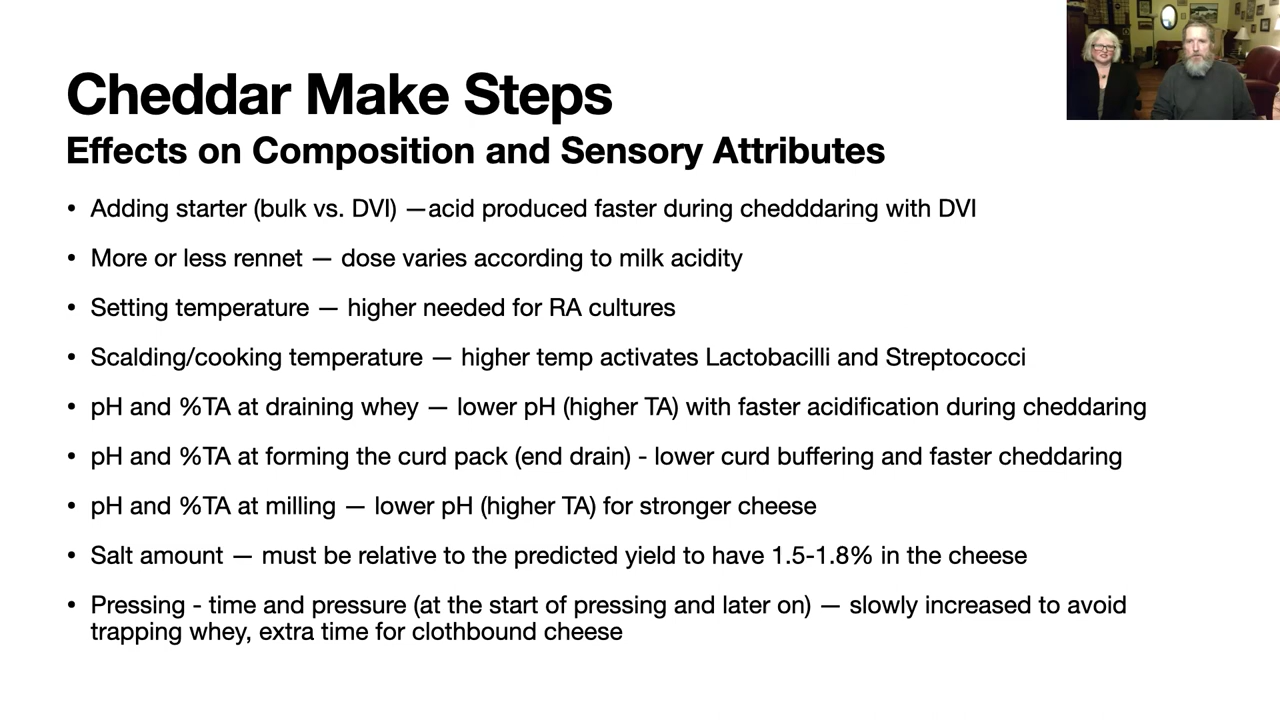 Cheddar Make Steps
Effects on Composition and Sensory Attributes
• Adding starter (bulk vs. DVI) —acid produced faster during chedddaring with DVI
• More or less rennet — dose varies according to milk acidity
• Setting temperature — higher needed for RA cultures
• Scalding/cooking temperature — higher temp activates Lactobacilli and Streptococci
• pH and %TA at draining whey — lower pH (higher TA) with faster acidification during cheddaring
• pH and %TA at forming the curd pack (end drain) - lower curd buffering and faster cheddaring
• pH and %TA at milling — lower pH (higher TA) for stronger cheese
• Salt amount — must be relative to the predicted yield to have 1.5-1.8% in the cheese
• Pressing - time and pressure (at the start of pressing and later on) — slowly increased to avoid
trapping whey, extra time for clothbound cheese